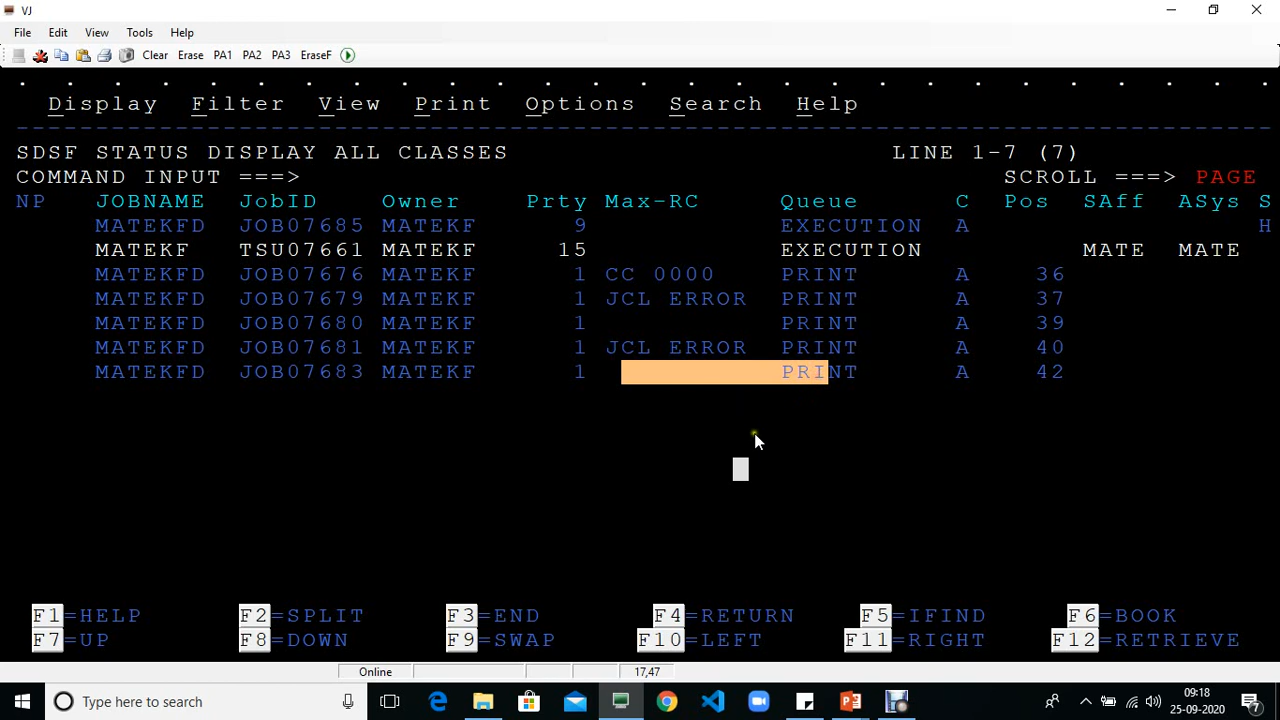 VJ
File Edit View Tools Help
Clear Erase PA1 PA2 PA3 EraseF
Display Filter View Print Options Search Help
SDSF STATUS DISPLAY ALL CLASSES LINE 1-7 (7)
COMMAND INPUT ===> SCROLL ===> PAGE
NP JOBNAME JobID Owner Prty Max-RC Queue C Pos SAff ASys S
MATEKFD JOB07685 MATEKF 9 EXECUTION A H
MATEKF TSU07661 MATEKF 15 EXECUTION MATE MATE
MATEKFD JOB07676 MATEKF 1 CC 0000 PRINT A 36
MATEKFD JOB07679 MATEKF 1 JCL ERROR PRINT A 37
MATEKFD JOB07680 MATEKF 1 PRINT A 39
MATEKFD JOB07681 MATEKF 1 JCL ERROR PRINT A 40
MATEKFD JOB07683 MATEKF 1 PRINT A 42
F1=HELP F2=SPLIT F3=END F4=RETURN F5=IFIND F6=BOOK
F7=UP F8=DOWN F9=SWAP F10=LEFT F11=RIGHT F12=RETRIEVE
Online 17,47
Type here to search 09:18
25-09-2020 7